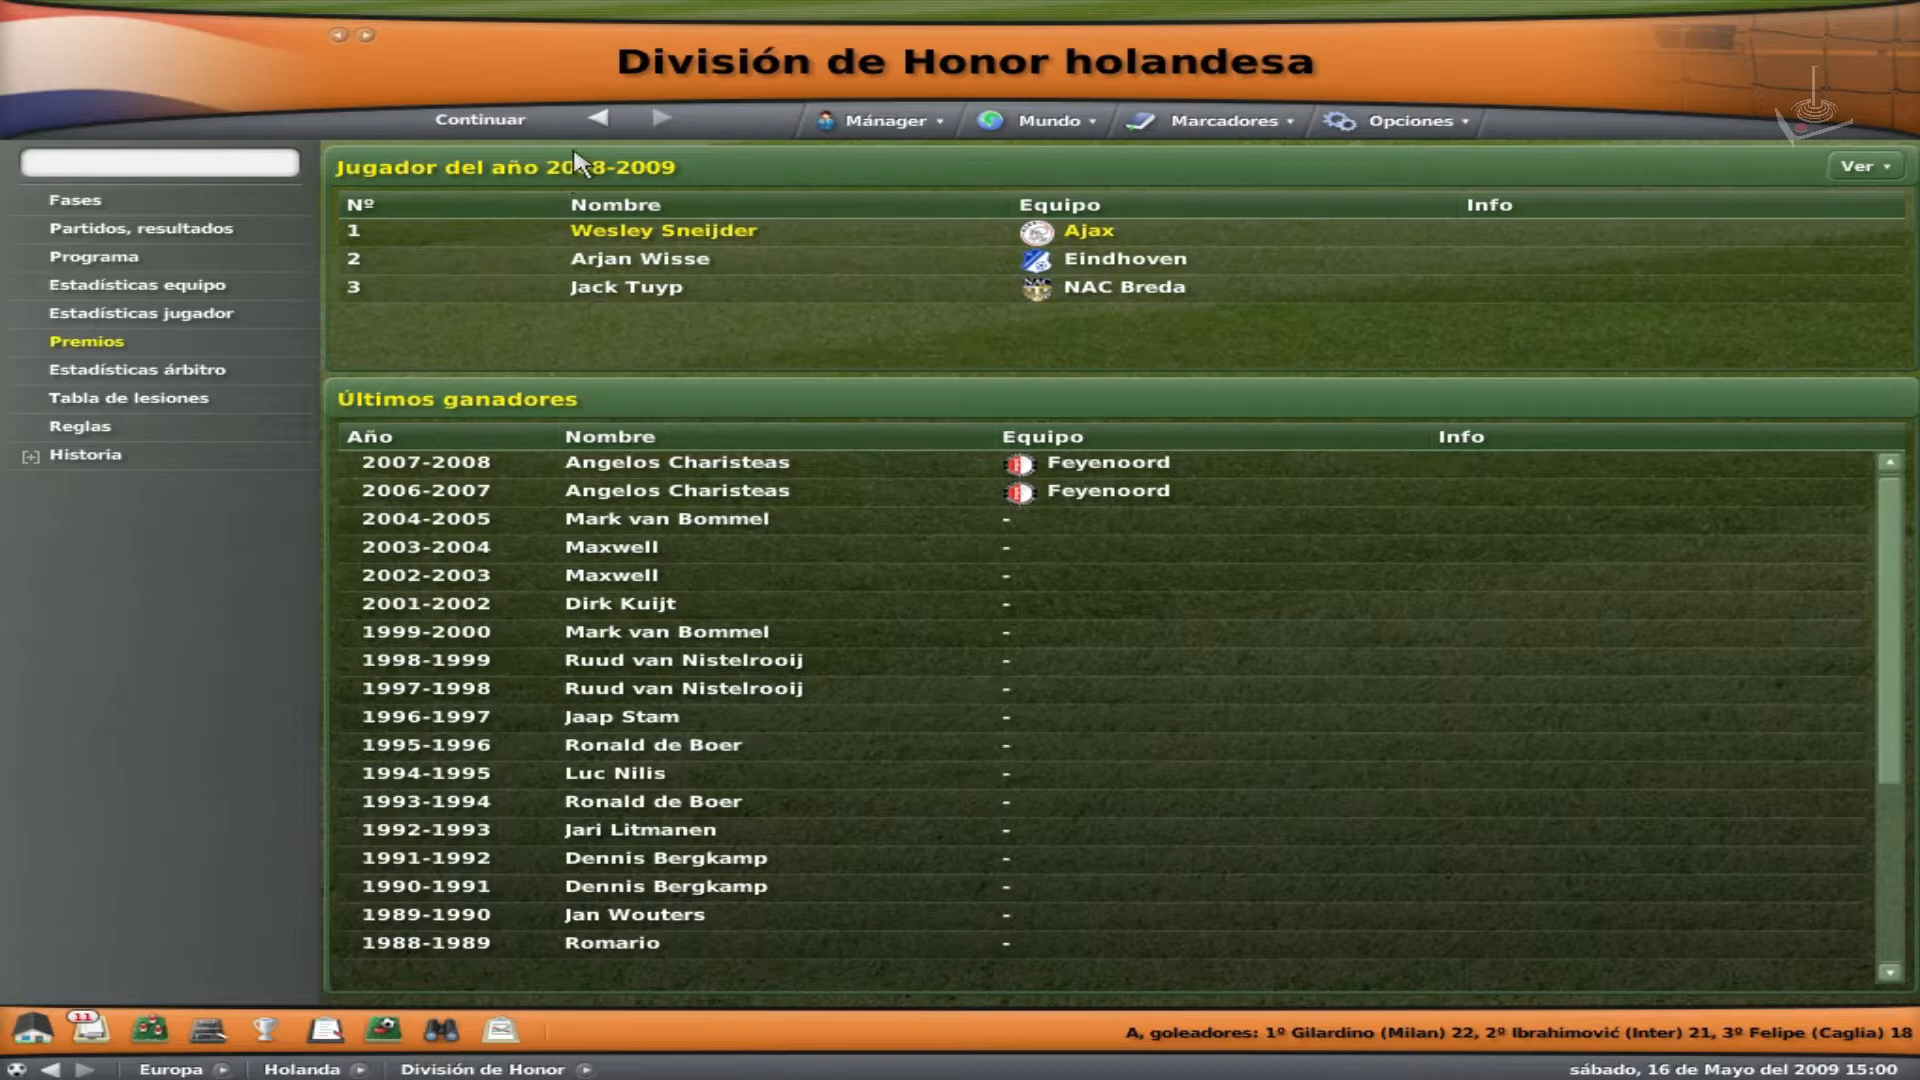 División de Honor holandesa
Continuar Mánager Mundo Marcadores Opciones
Jugador del año 2008-2009 Ver
Nº Nombre Equipo Info
1 Wesley Sneijder Ajax
2 Arjan Wisse Eindhoven
3 Jack Tuyp NAC Breda
Fases
Partidos, resultados
Programa
Estadísticas equipo
Estadísticas jugador
Premios
Estadísticas árbitro
Tabla de lesiones
Reglas
[+] Historia
Últimos ganadores
Año Nombre Equipo Info
2007-2008 Angelos Charisteas Feyenoord
2006-2007 Angelos Charisteas Feyenoord
2004-2005 Mark van Bommel -
2003-2004 Maxwell -
2002-2003 Maxwell -
2001-2002 Dirk Kuijt -
1999-2000 Mark van Bommel -
1998-1999 Ruud van Nistelrooij -
1997-1998 Ruud van Nistelrooij -
1996-1997 Jaap Stam -
1995-1996 Ronald de Boer -
1994-1995 Luc Nilis -
1993-1994 Ronald de Boer -
1992-1993 Jari Litmanen -
1991-1992 Dennis Bergkamp -
1990-1991 Dennis Bergkamp -
1989-1990 Jan Wouters -
1988-1989 Romario -
11
A, goleadores: 1º Gilardino (Milan) 22, 2º Ibrahimović (Inter) 21, 3º Felipe (Caglia) 18
Europa Holanda División de Honor sábado, 16 de Mayo del 2009 15:00